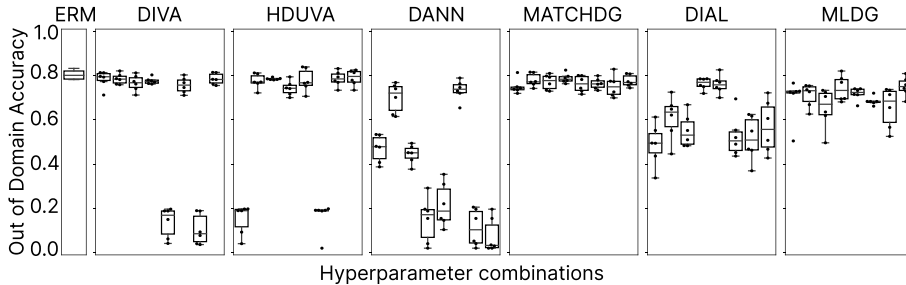 ERM DIVA HDUVA DANN MATCHDG DIAL MLDG
Out of Domain Accuracy
1.0
0.8
0.6
0.4
0.2
0.0
Hyperparameter combinations